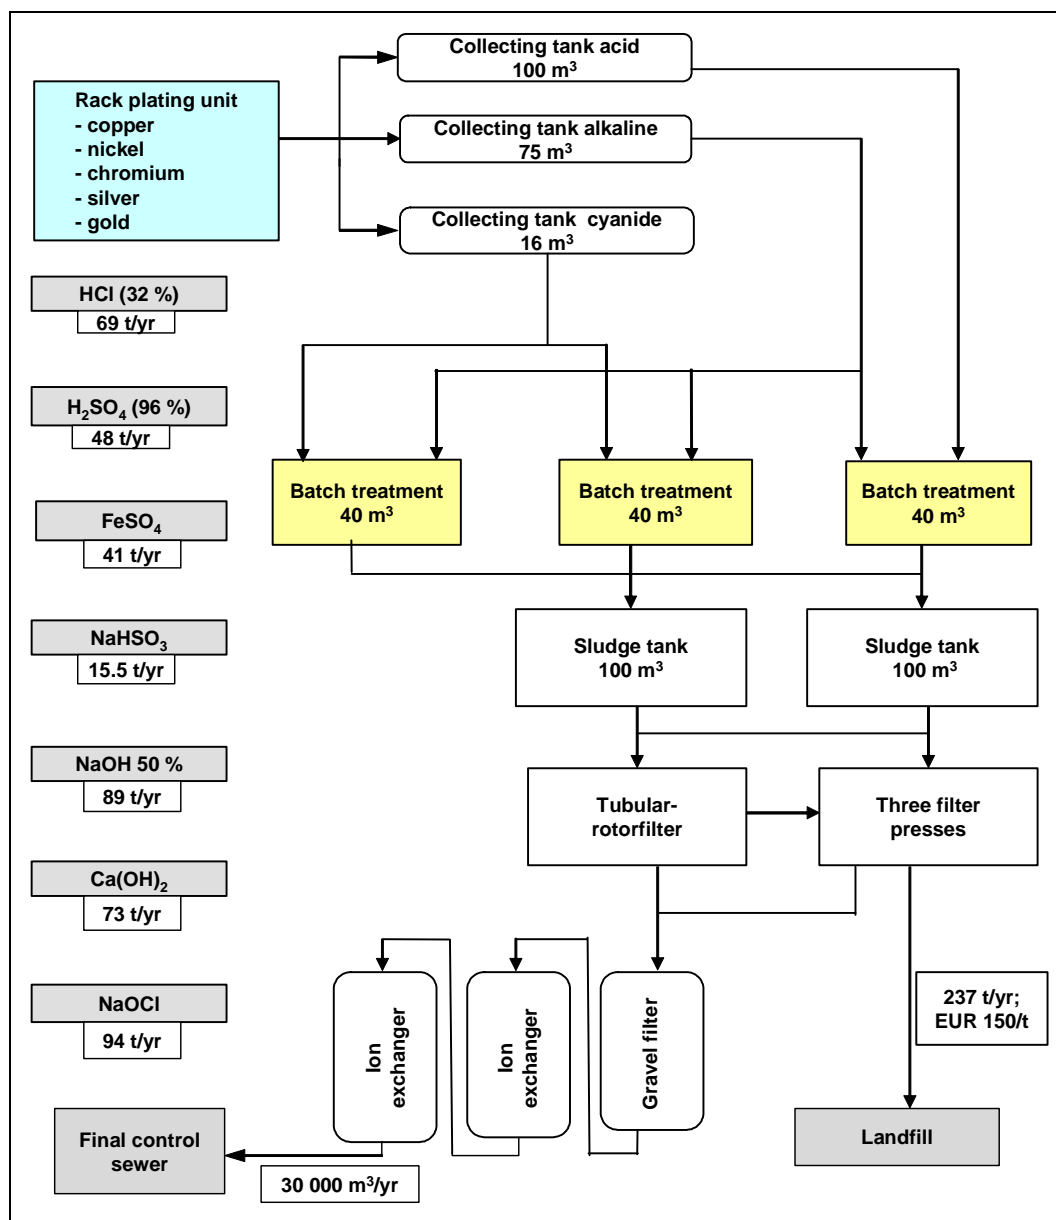 Rack plating unit
- copper
- nickel
- chromium
- silver
- gold
Collecting tank acid
100 m³
Collecting tank alkaline
75 m³
Collecting tank  cyanide
16 m³
HCl (32 %)
69 t/yr
H₂SO₄ (96 %)
48 t/yr
FeSO₄
41 t/yr
NaHSO₃
15.5 t/yr
NaOH 50 %
89 t/yr
Ca(OH)₂
73 t/yr
NaOCl
94 t/yr
Batch treatment
40 m³
Batch treatment
40 m³
Batch treatment
40 m³
Sludge tank
100 m³
Sludge tank
100 m³
Tubular-
rotorfilter
Three filter
presses
Ion
exchanger
Ion
exchanger
Gravel filter
237 t/yr;
EUR 150/t
Final control
sewer
30 000 m³/yr
Landfill